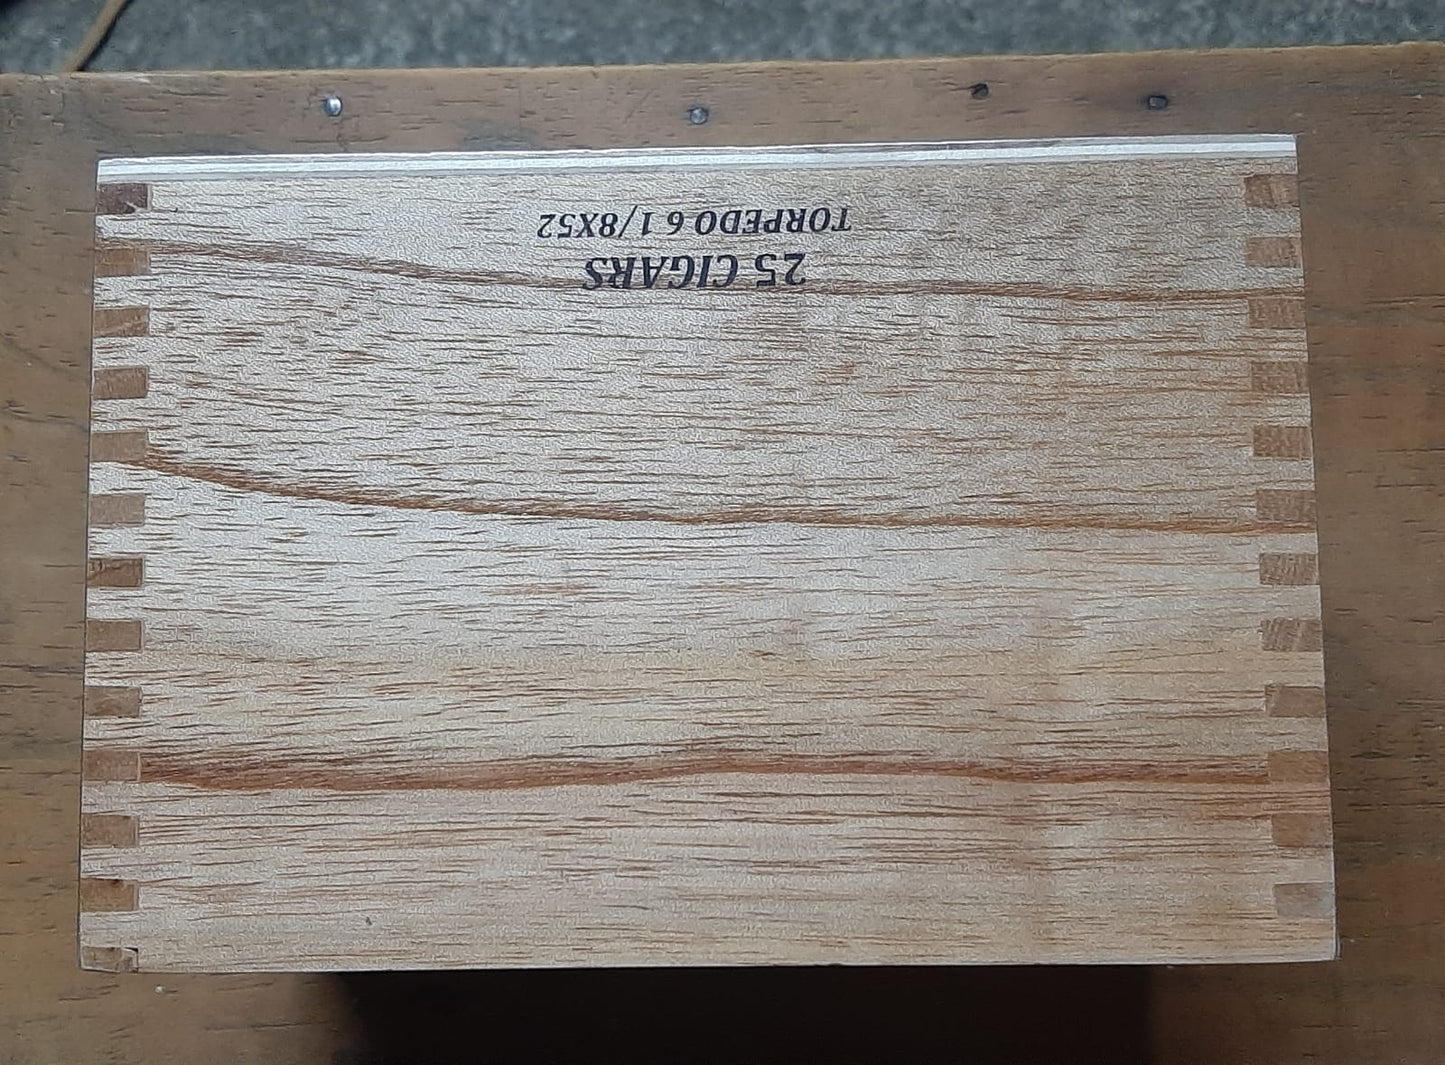 25 CIGARS
TORPEDO 6 1/8X52